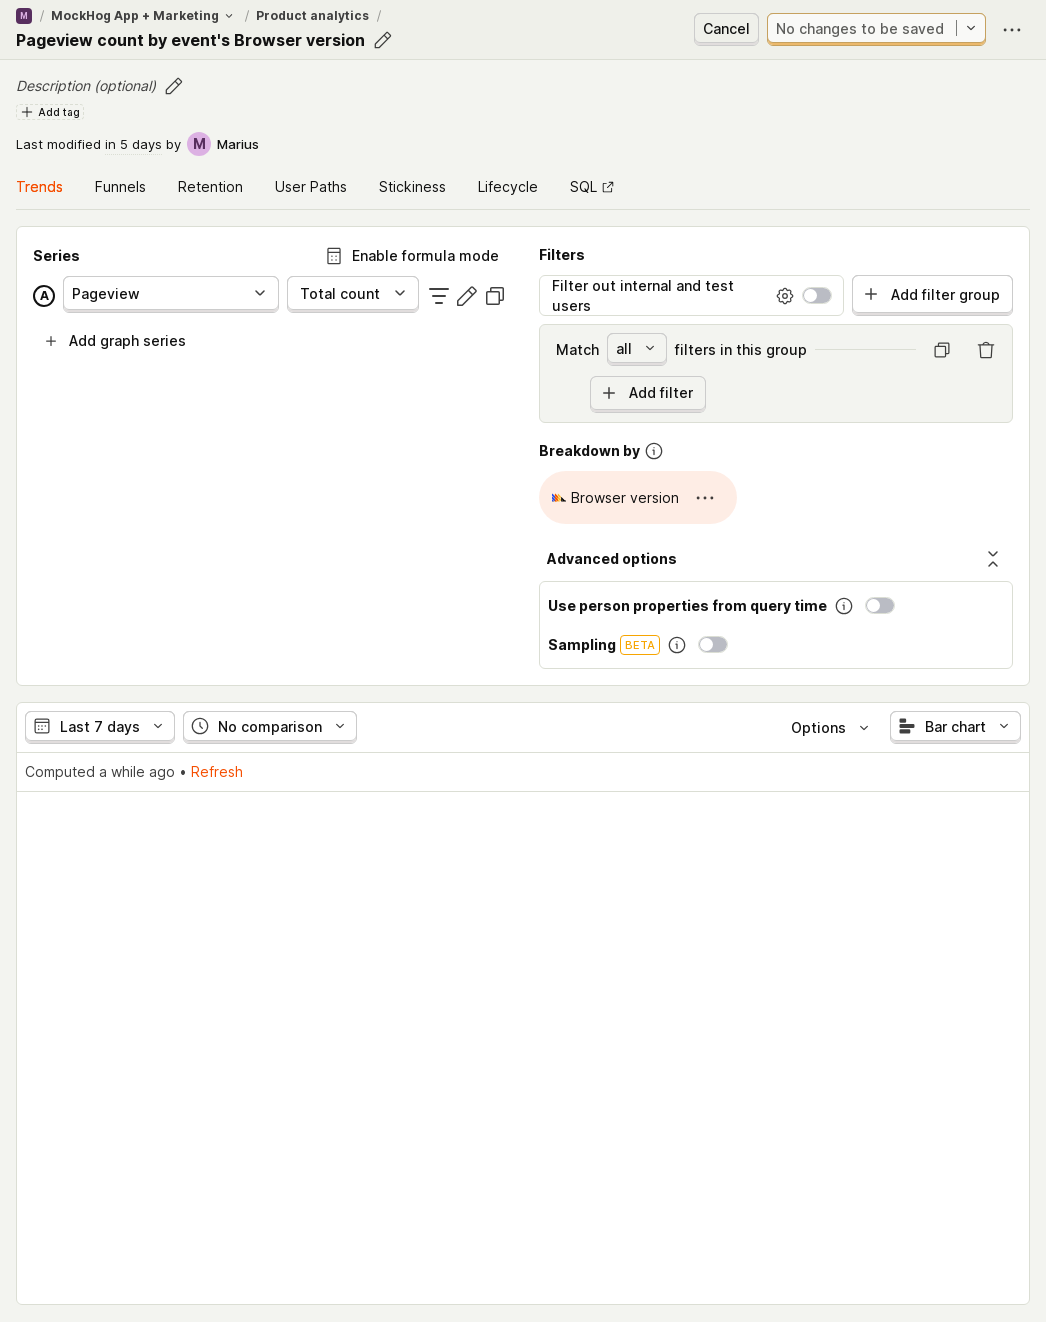 M / MockHog App + Marketing / Product analytics /
Pageview count by event's Browser version
Cancel
No changes to be saved
Description (optional)
Add tag
Last modified in 5 days by M Marius
Trends
Funnels
Retention
User Paths
Stickiness
Lifecycle
SQL
Series
Enable formula mode
A
Pageview
Total count
Add graph series
Filters
Filter out internal and test
users
Add filter group
Match all filters in this group
Add filter
Breakdown by
Browser version
Advanced options
Use person properties from query time
Sampling BETA
Last 7 days
No comparison
Options
Bar chart
Computed a while ago • Refresh